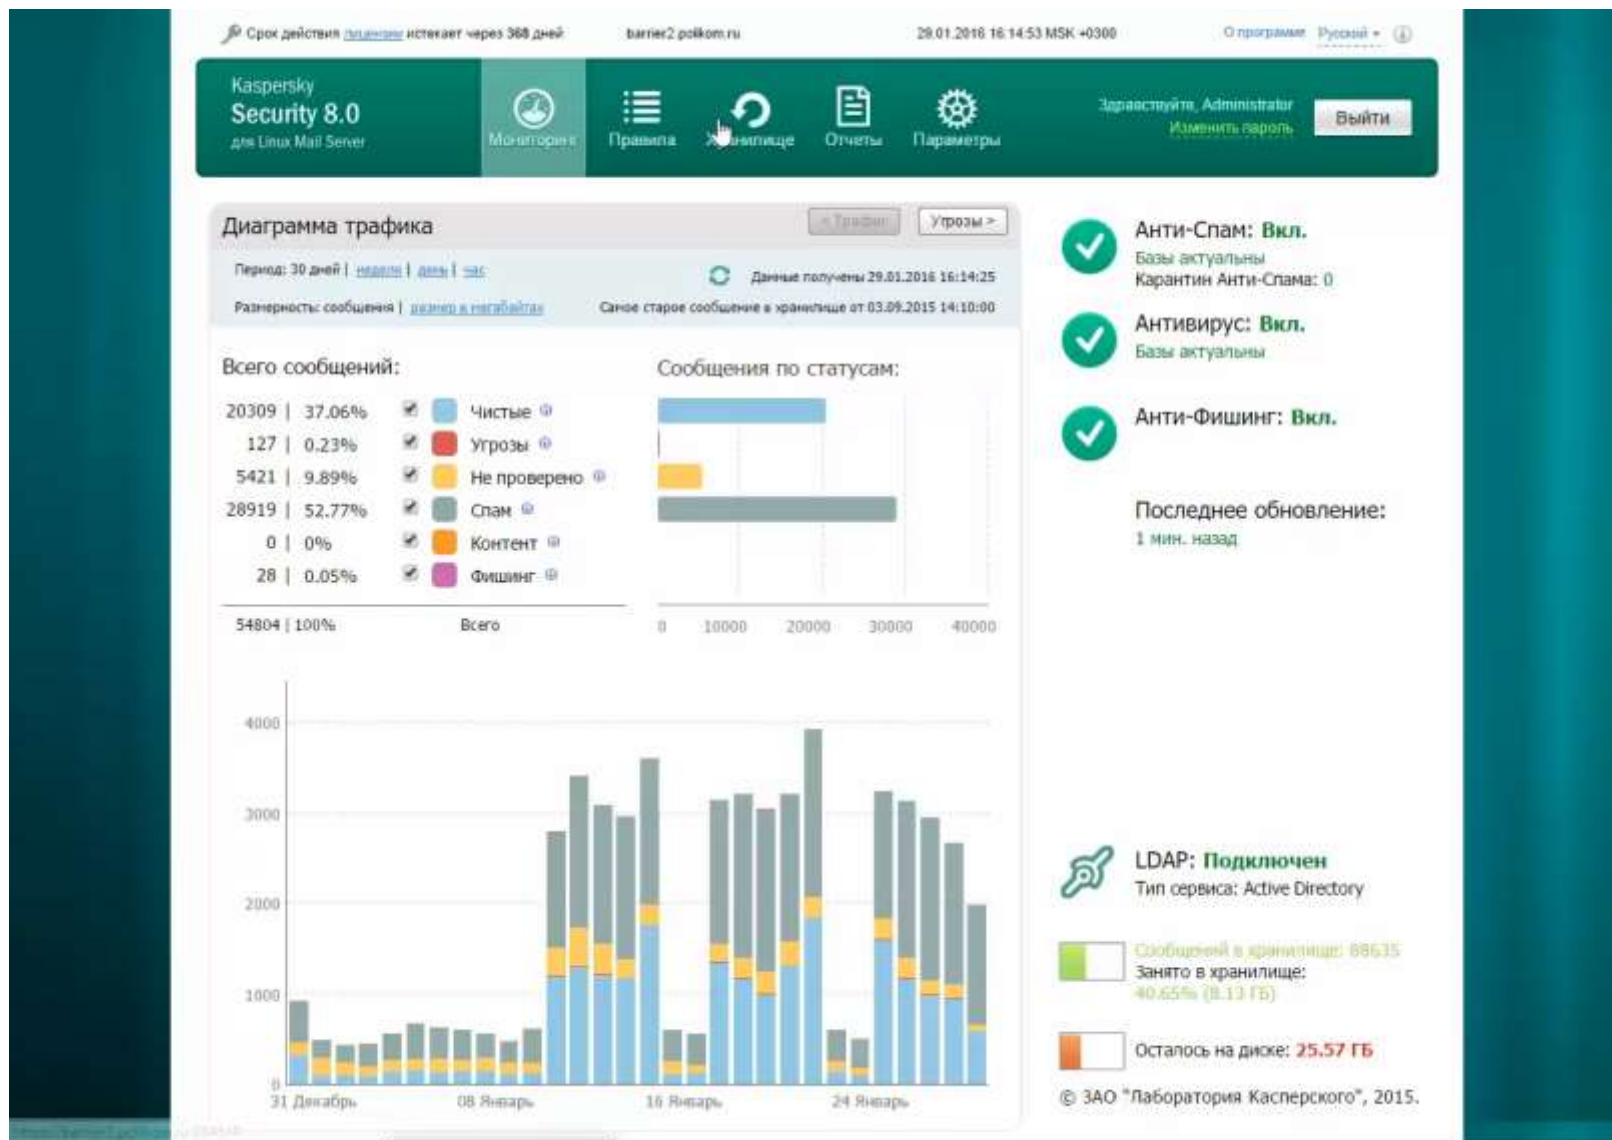 Срок действия лицензии истекает через 368 дней
barrier2.polikom.ru
29.01.2016 16:14:53 MSK +0300
О программе
Русский
Kaspersky
Security 8.0
для Linux Mail Server
Мониторинг
Правила
Хранилище
Отчеты
Параметры
Здравствуйте, Administrator
Изменить пароль
Выйти
Диаграмма трафика
< Трафик
Угрозы >
Период: 30 дней | неделя | день | час
Данные получены 29.01.2016 16:14:25
Размерность: сообщения | размер в мегабайтах
Самое старое сообщение в хранилище от 03.09.2015 14:10:00
Всего сообщений:
20309 | 37.06% Чистые
127 | 0.23% Угрозы
5421 | 9.89% Не проверено
28919 | 52.77% Спам
0 | 0% Контент
28 | 0.05% Фишинг
54804 | 100% Всего
Сообщения по статусам:
0 10000 20000 30000 40000
4000
3000
2000
1000
0
31 Декабрь 08 Январь 16 Январь 24 Январь
Анти-Спам: Вкл.
Базы актуальны
Карантин Анти-Спама: 0
Антивирус: Вкл.
Базы актуальны
Анти-Фишинг: Вкл.
Последнее обновление:
1 мин. назад
LDAP: Подключен
Тип сервиса: Active Directory
Сообщений в хранилище: 88635
Занято в хранилище:
40.65% (8.13 ГБ)
Осталось на диске: 25.57 ГБ
© ЗАО "Лаборатория Касперского", 2015.